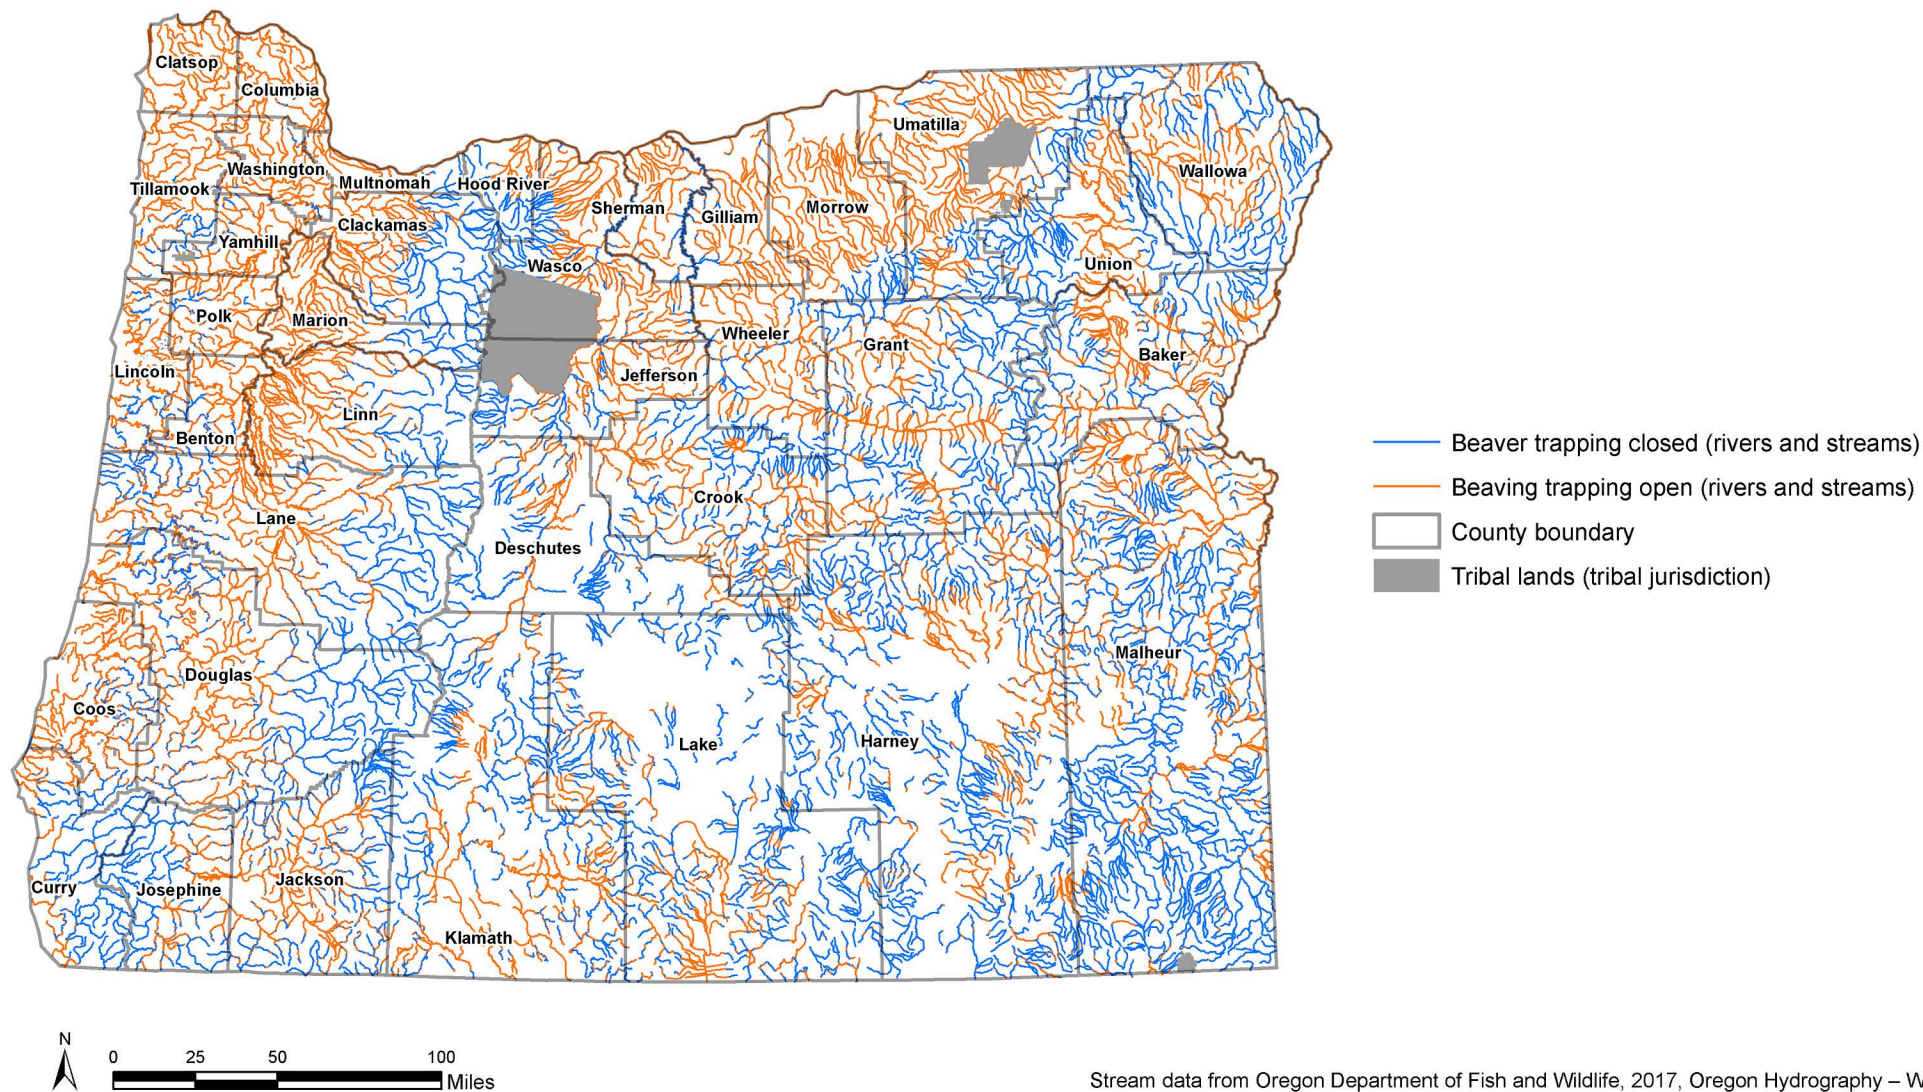 Clatsop
Columbia
Washington
Tillamook
Multnomah
Hood River
Clackamas
Yamhill
Sherman
Gilliam
Morrow
Umatilla
Wallowa
Wasco
Union
Polk
Marion
Wheeler
Grant
Baker
Lincoln
Jefferson
Linn
Benton
Crook
Lane
Deschutes
Malheur
Douglas
Coos
Lake
Harney
Curry
Josephine
Jackson
Klamath
Beaver trapping closed (rivers and streams)
Beaving trapping open (rivers and streams)
County boundary
Tribal lands (tribal jurisdiction)
N
0 25 50 100
Miles
Stream data from Oregon Department of Fish and Wildlife, 2017, Oregon Hydrography – W